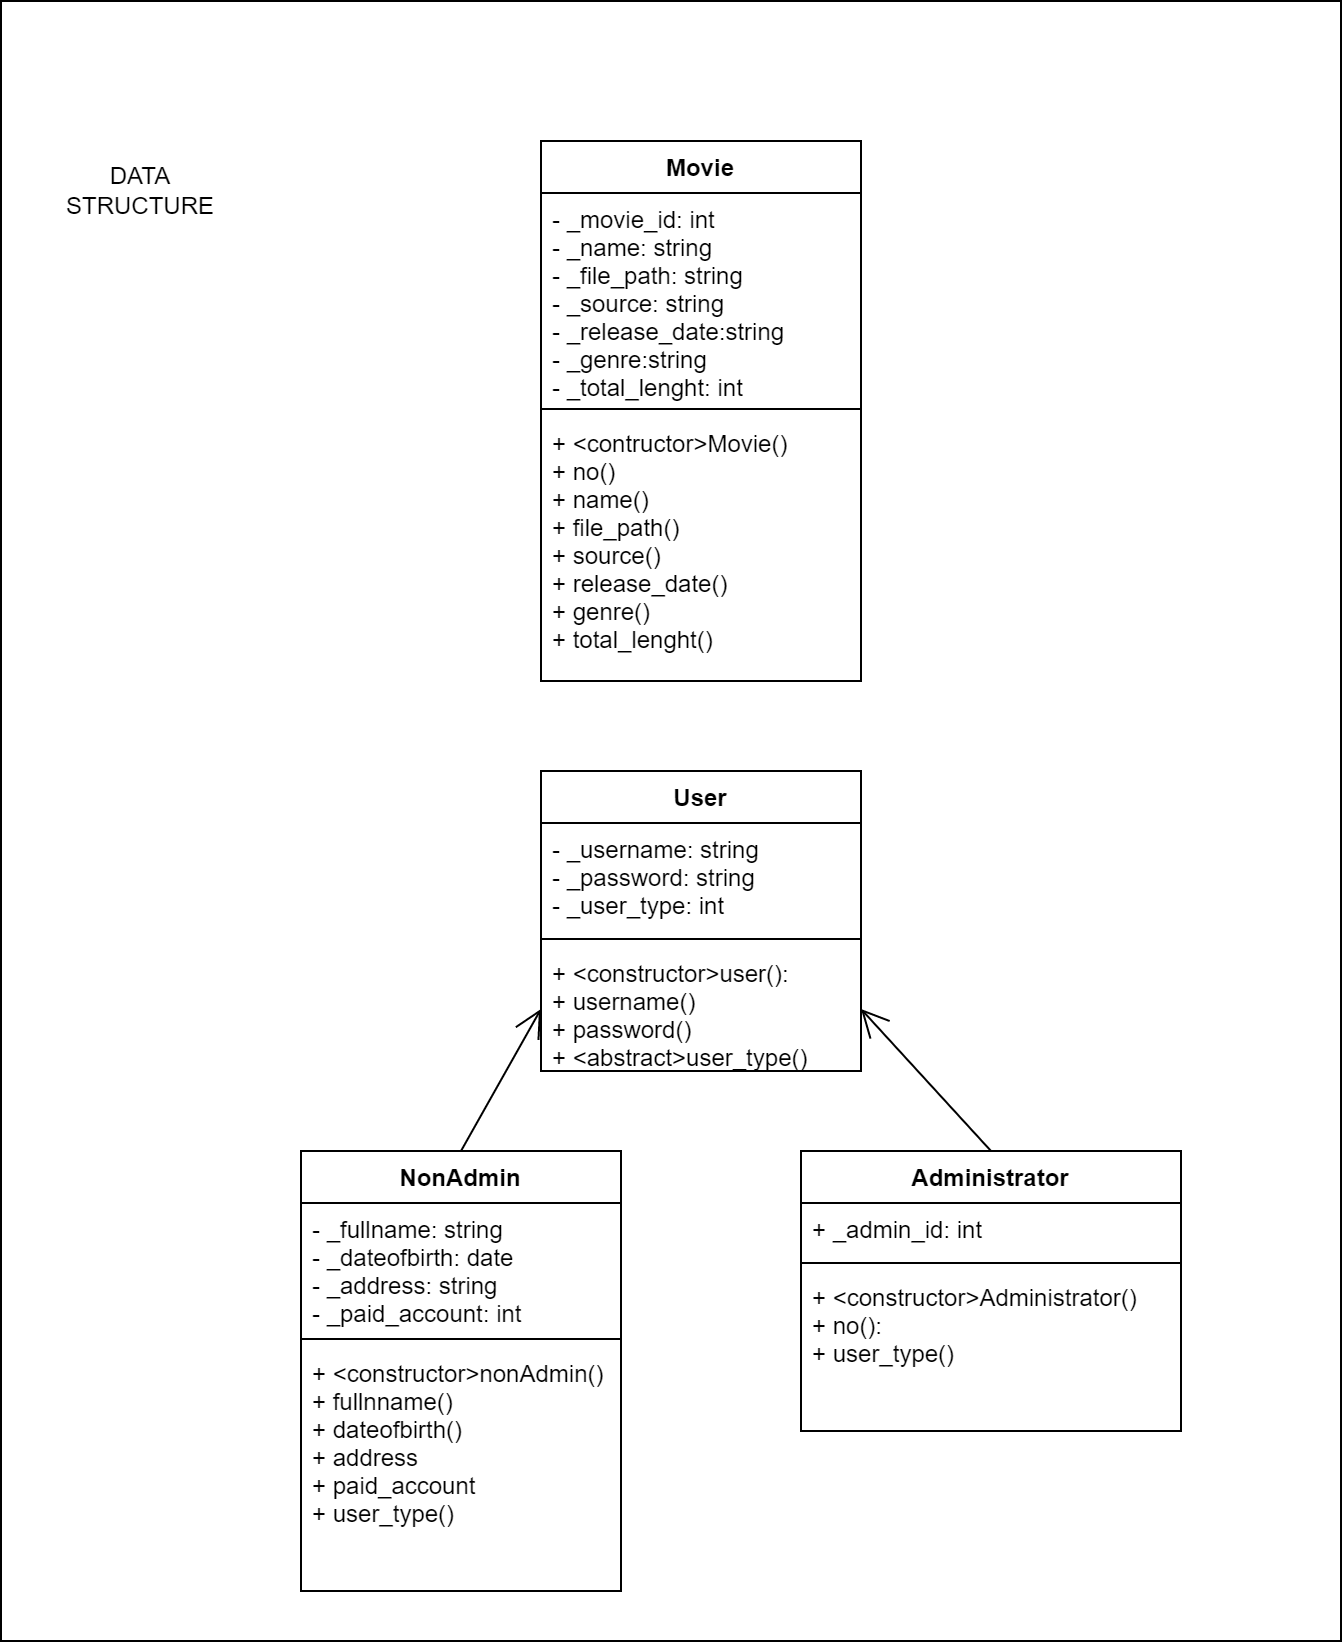 DATA
STRUCTURE
Movie
- _movie_id: int
- _name: string
- _file_path: string
- _source: string
- _release_date:string
- _genre:string
- _total_lenght: int
+ <contructor>Movie()
+ no()
+ name()
+ file_path()
+ source()
+ release_date()
+ genre()
+ total_lenght()
User
- _username: string
- _password: string
- _user_type: int
+ <constructor>user():
+ username()
+ password()
+ <abstract>user_type()
NonAdmin
- _fullname: string
- _dateofbirth: date
- _address: string
- _paid_account: int
+ <constructor>nonAdmin()
+ fullnname()
+ dateofbirth()
+ address
+ paid_account
+ user_type()
Administrator
+ _admin_id: int
+ <constructor>Administrator()
+ no():
+ user_type()